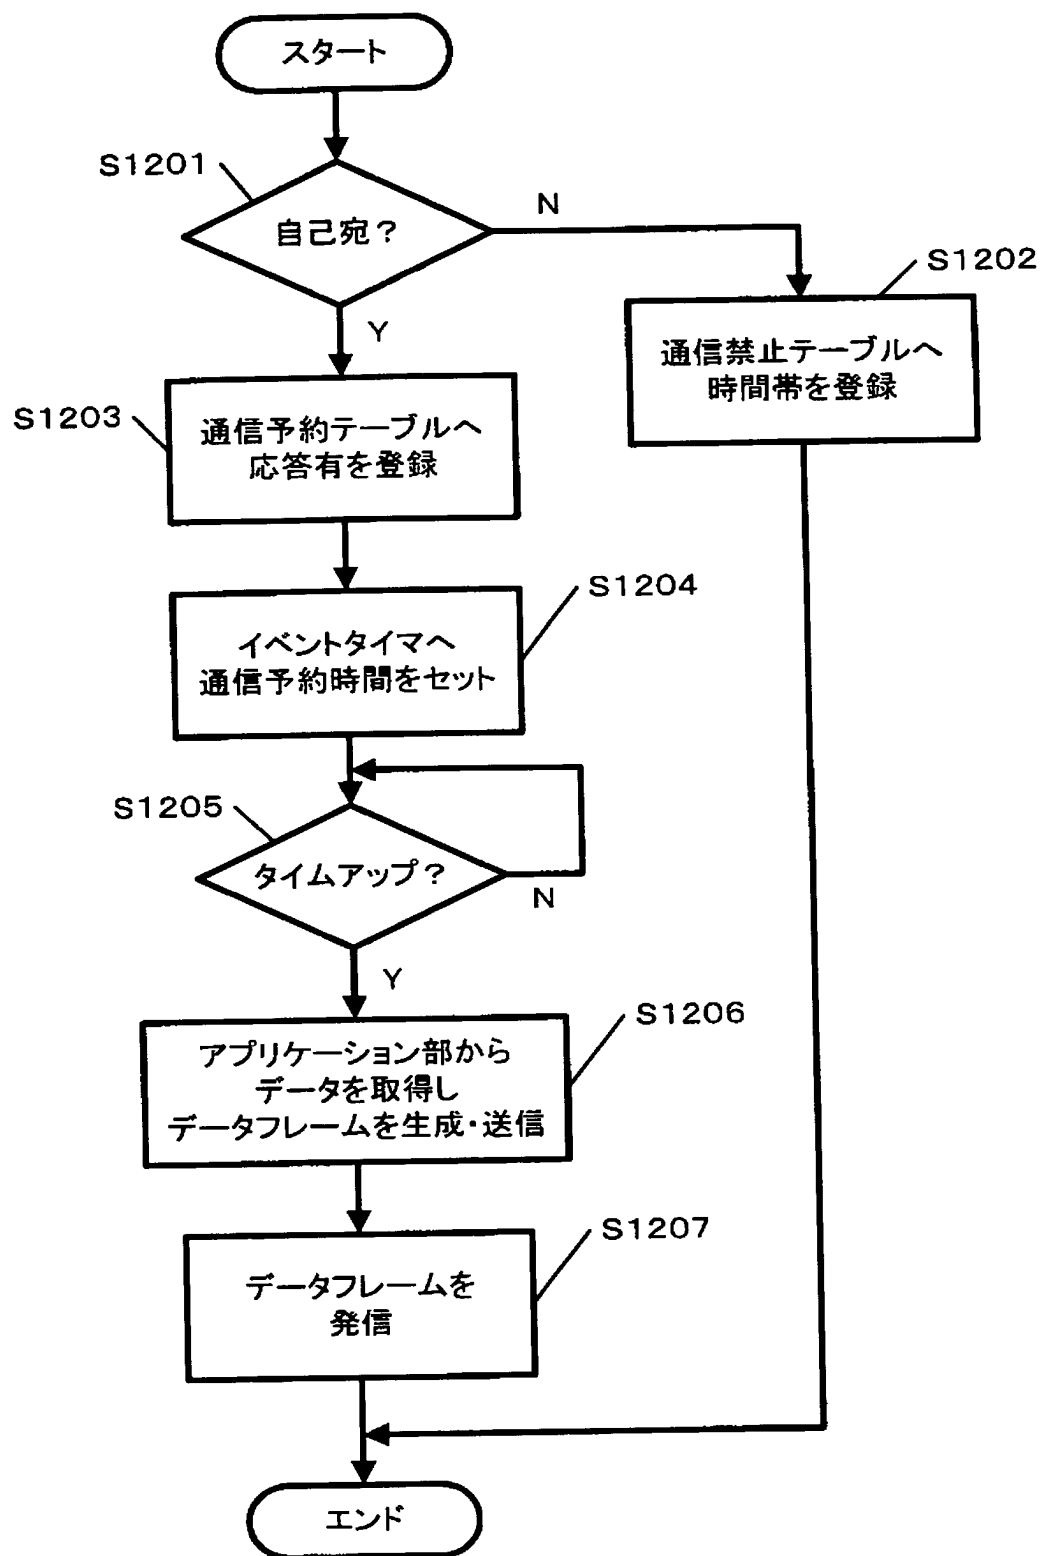 スタート
S1201
自己宛？
N
S1202
通信禁止テーブルへ
時間帯を登録
Y
S1203
通信予約テーブルへ
応答有を登録
S1204
イベントタイマへ
通信予約時間をセット
S1205
タイムアップ？
N
Y
S1206
アプリケーション部から
データを取得し
データフレームを生成・送信
S1207
データフレームを
発信
エンド